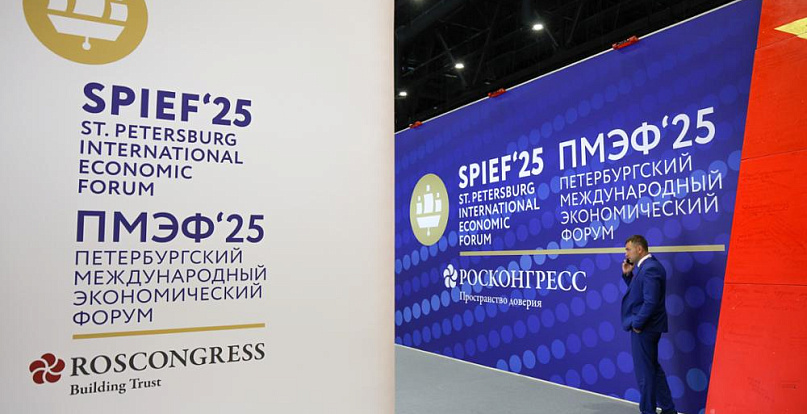 SPIEF‘25
ST. PETERSBURG
INTERNATIONAL
ECONOMIC
FORUM
ПМЭФ‘25
ПЕТЕРБУРГСКИЙ
МЕЖДУНАРОДНЫЙ
ЭКОНОМИЧЕСКИЙ
ФОРУМ
ROSCONGRESS
Building Trust
SPIEF‘25
ST. PETERSBURG
INTERNATIONAL
ECONOMIC
FORUM
ПМЭФ‘25
ПЕТЕРБУРГСКИЙ
МЕЖДУНАРОДНЫЙ
ЭКОНОМИЧЕСКИЙ
ФОРУМ
РОСКОНГРЕСС
Пространство доверия